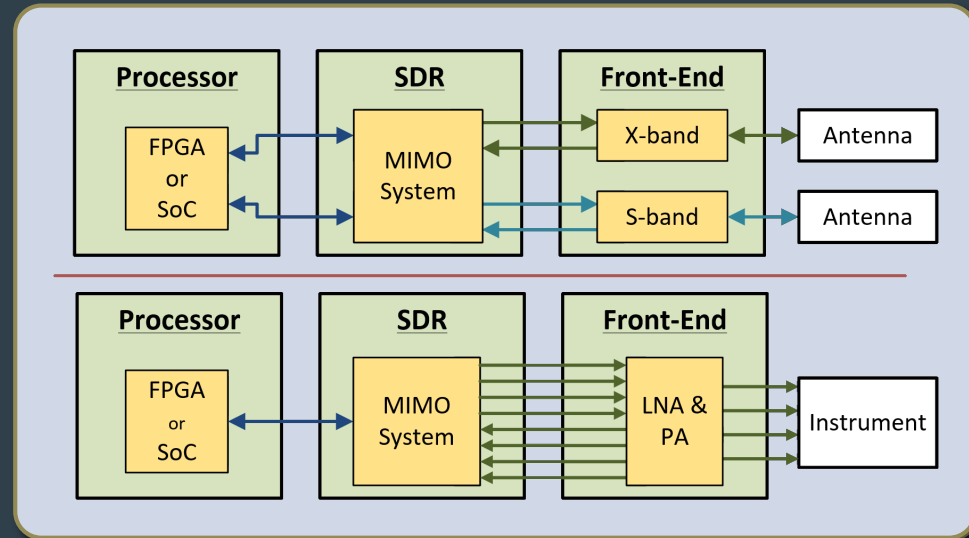 Processor
SDR
Front-End
FPGA
or
SoC
MIMO
System
X-band
S-band
Antenna
Antenna
Processor
SDR
Front-End
FPGA
or
SoC
MIMO
System
LNA &
PA
Instrument